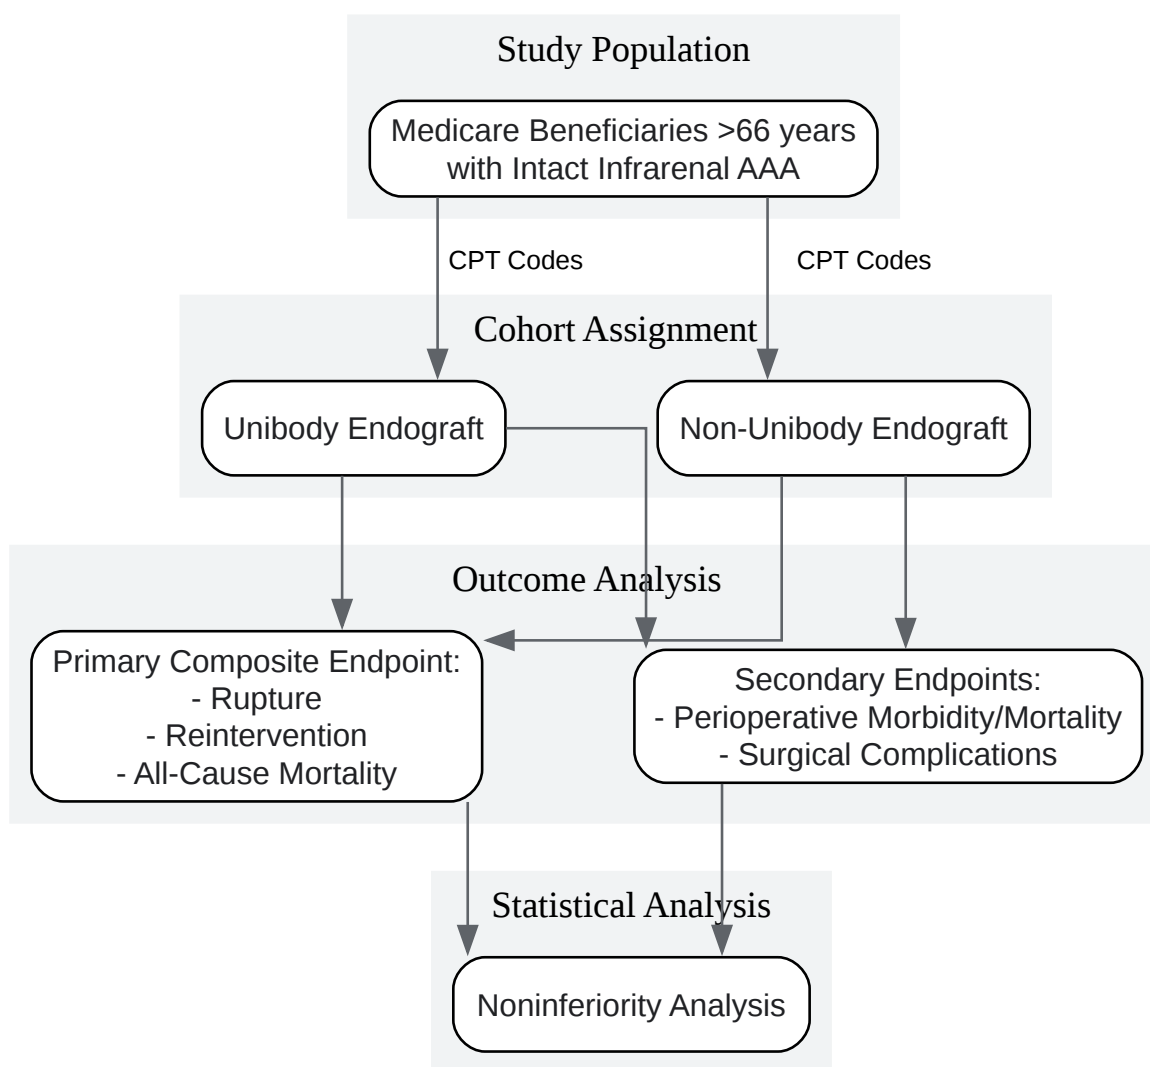 Study Population
Medicare Beneficiaries >66 years
with Intact Infrarenal AAA
CPT Codes
CPT Codes
Cohort Assignment
Unibody Endograft
Non-Unibody Endograft
Outcome Analysis
Primary Composite Endpoint:
- Rupture
- Reintervention
- All-Cause Mortality
Secondary Endpoints:
- Perioperative Morbidity/Mortality
- Surgical Complications
Statistical Analysis
Noninferiority Analysis